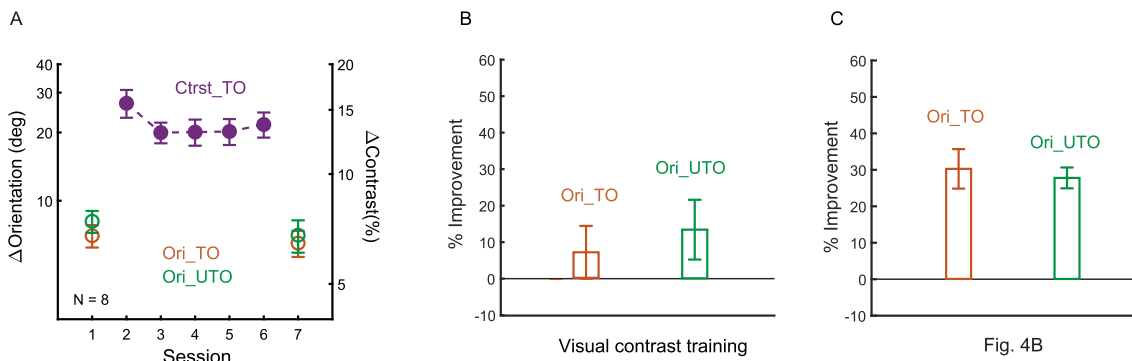 A
B
C
ΔOrientation (deg)
40
30
20
10
Ctrst_TO
Ori_TO
Ori_UTO
N = 8
1 2 3 4 5 6 7
Session
20
15
10
5
ΔContrast(%)
% Improvement
60
50
40
30
20
10
0
-10
Ori_TO
Ori_UTO
Visual contrast training
% Improvement
60
50
40
30
20
10
0
-10
Ori_TO
Ori_UTO
Fig. 4B